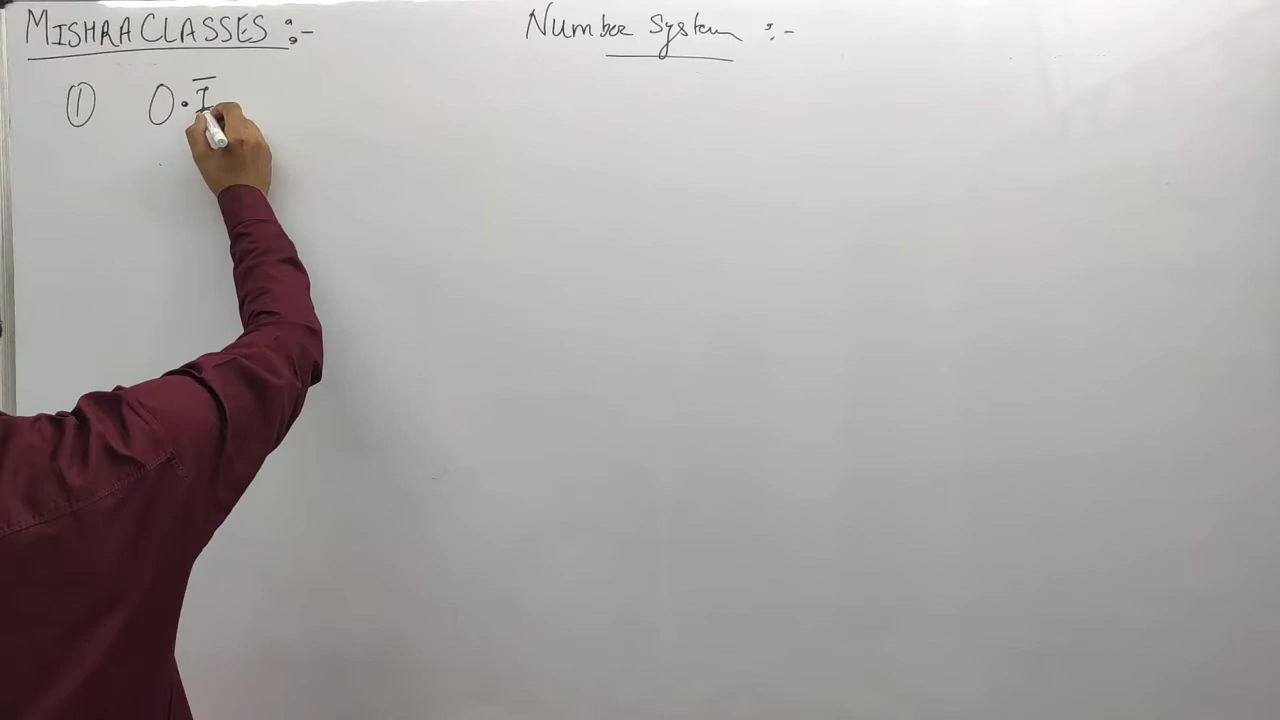 MISHRA CLASSES :-
Number System :-
① 0.1̅